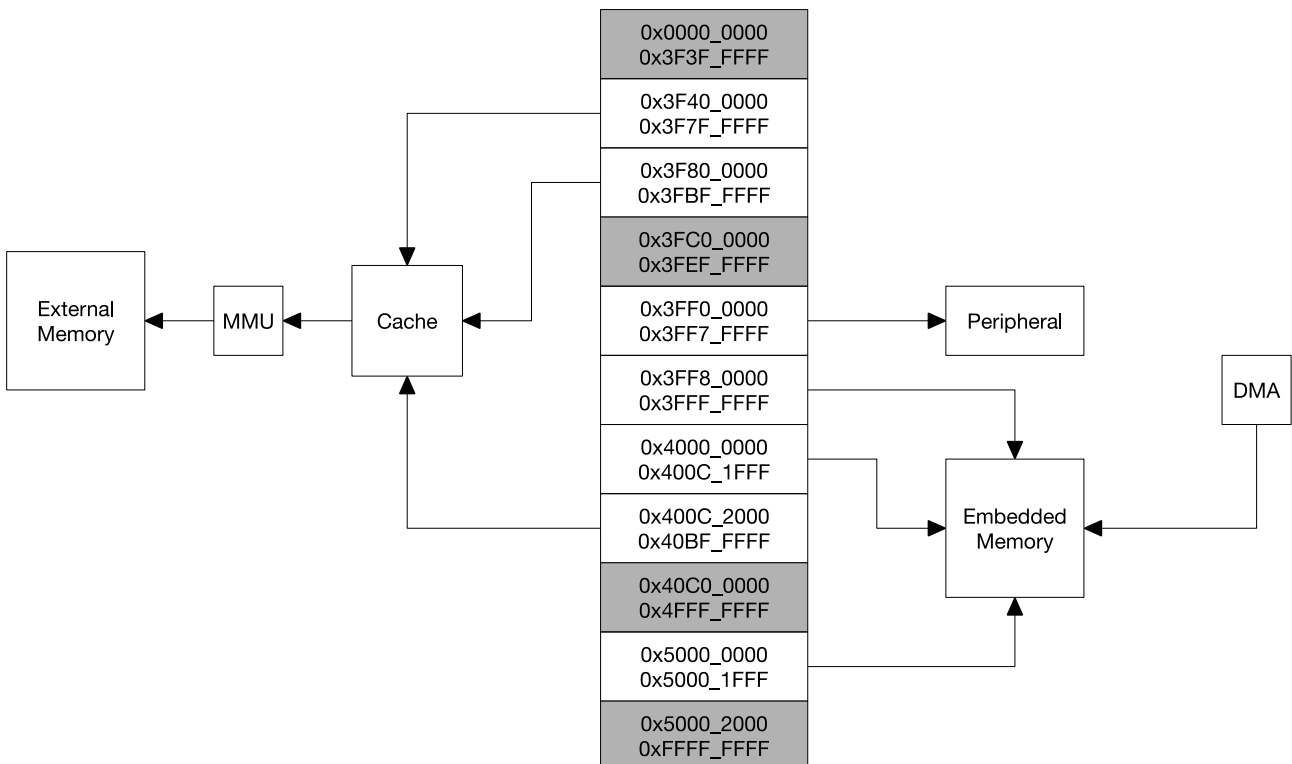 0x0000_0000
0x3F3F_FFFF
0x3F40_0000
0x3F7F_FFFF
0x3F80_0000
0x3FBF_FFFF
0x3FC0_0000
0x3FEF_FFFF
External
Memory
MMU
Cache
0x3FF0_0000
0x3FF7_FFFF
Peripheral
0x3FF8_0000
0x3FFF_FFFF
DMA
0x4000_0000
0x400C_1FFF
0x400C_2000
0x40BF_FFFF
Embedded
Memory
0x40C0_0000
0x4FFF_FFFF
0x5000_0000
0x5000_1FFF
0x5000_2000
0xFFFF_FFFF